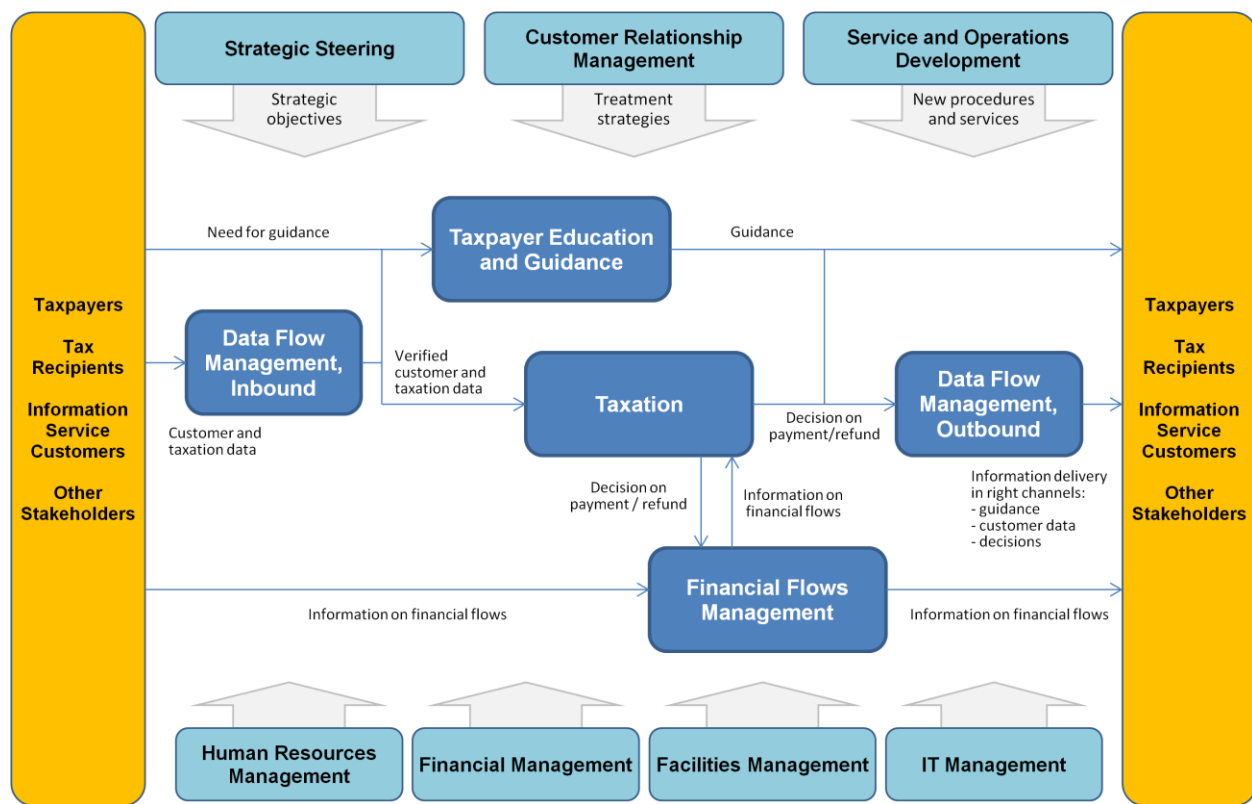 Strategic Steering
Customer Relationship
Management
Service and Operations
Development
Strategic
objectives
Treatment
strategies
New procedures
and services
Taxpayers
Tax
Recipients
Information
Service
Customers
Other
Stakeholders
Need for guidance
Taxpayer Education
and Guidance
Guidance
Data Flow
Management,
Inbound
Customer and
taxation data
Verified
customer and
taxation data
Taxation
Decision on
payment/refund
Data Flow
Management,
Outbound
Information delivery
in right channels:
- guidance
- customer data
- decisions
Decision on
payment / refund
Information on
financial flows
Information on financial flows
Financial Flows
Management
Information on financial flows
Taxpayers
Tax
Recipients
Information
Service
Customers
Other
Stakeholders
Human Resources
Management
Financial Management
Facilities Management
IT Management